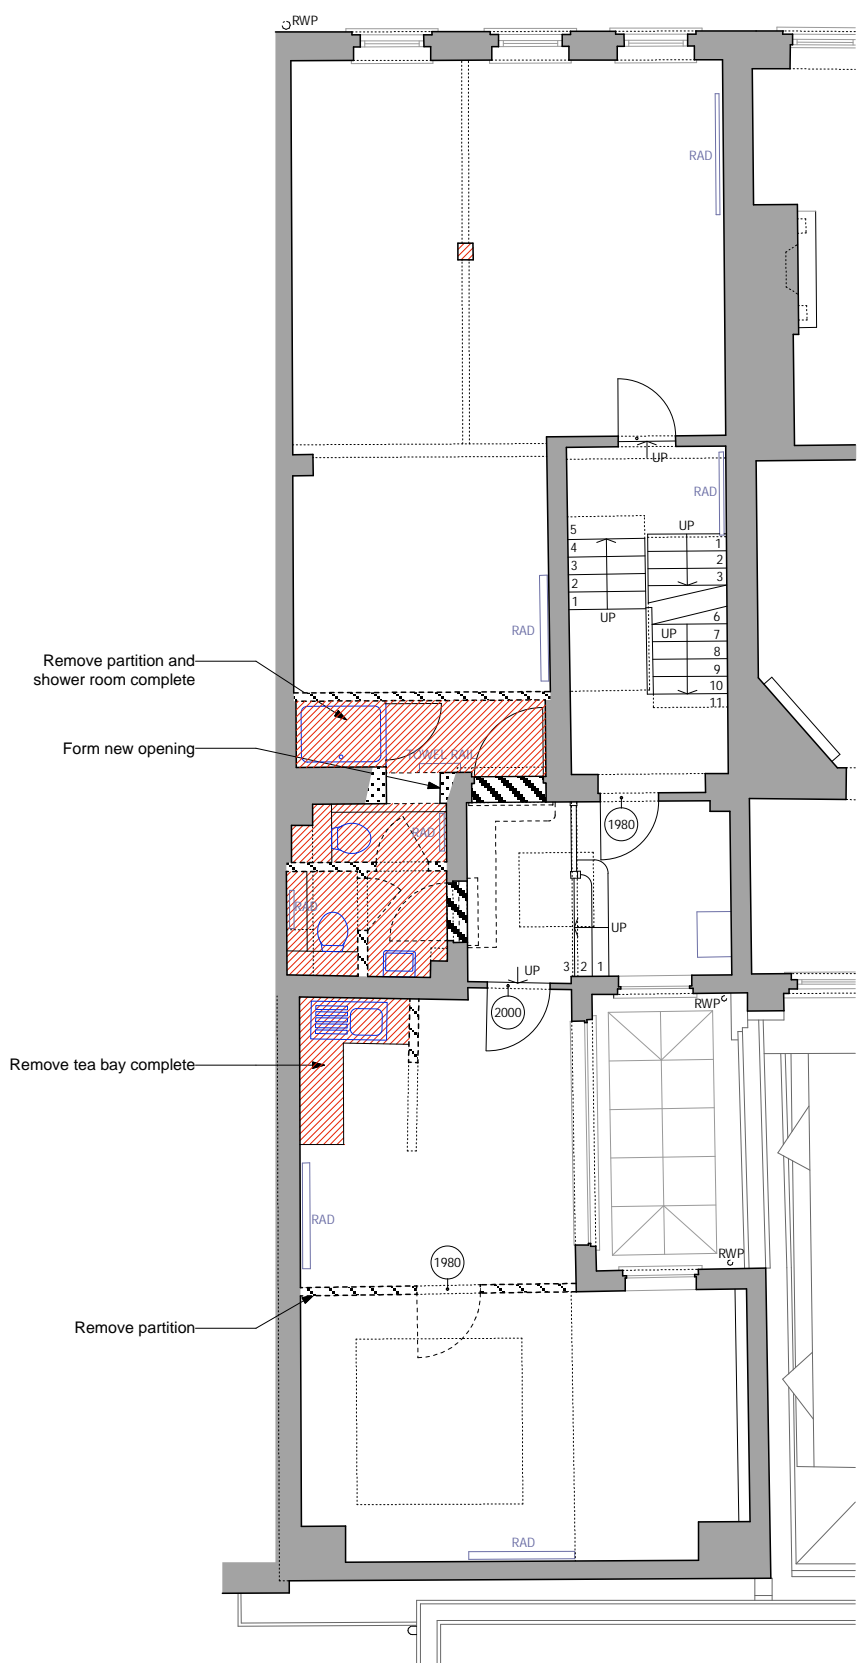 RWP
RAD
UP
RAD
5
4
3
2
1
UP
UP
1
2
3
6
UP
7
8
9
10
11
RAD
Remove partition and
shower room complete
Form new opening
TOWEL RAIL
1980
RAD
RAD
UP
3 2 1
UP
2000
RWP
Remove tea bay complete
RAD
RWP
1980
Remove partition
RAD